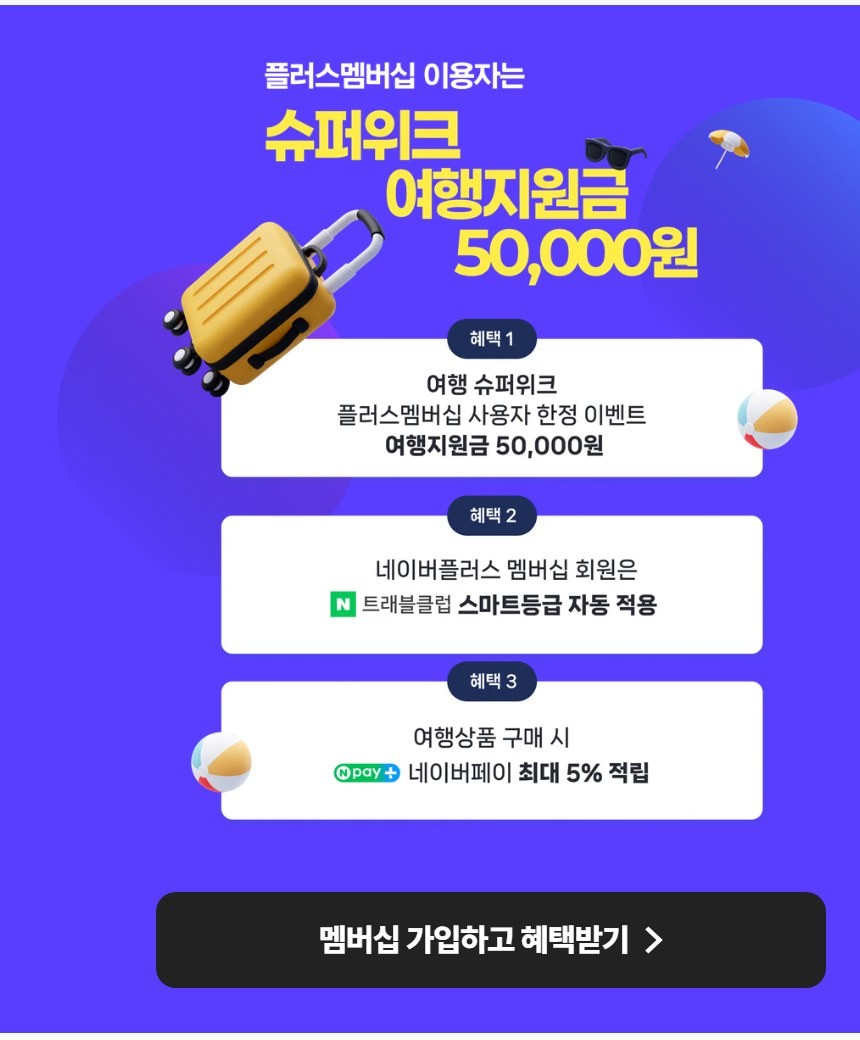 플러스멤버십 이용자는
슈퍼위크
여행지원금
50,000원
혜택 1
여행 슈퍼위크
플러스멤버십 사용자 한정 이벤트
여행지원금 50,000원
혜택 2
네이버플러스 멤버십 회원은
N 트래블클럽 스마트등급 자동 적용
혜택 3
여행상품 구매 시
N pay+ 네이버페이 최대 5% 적립
멤버십 가입하고 혜택받기 >